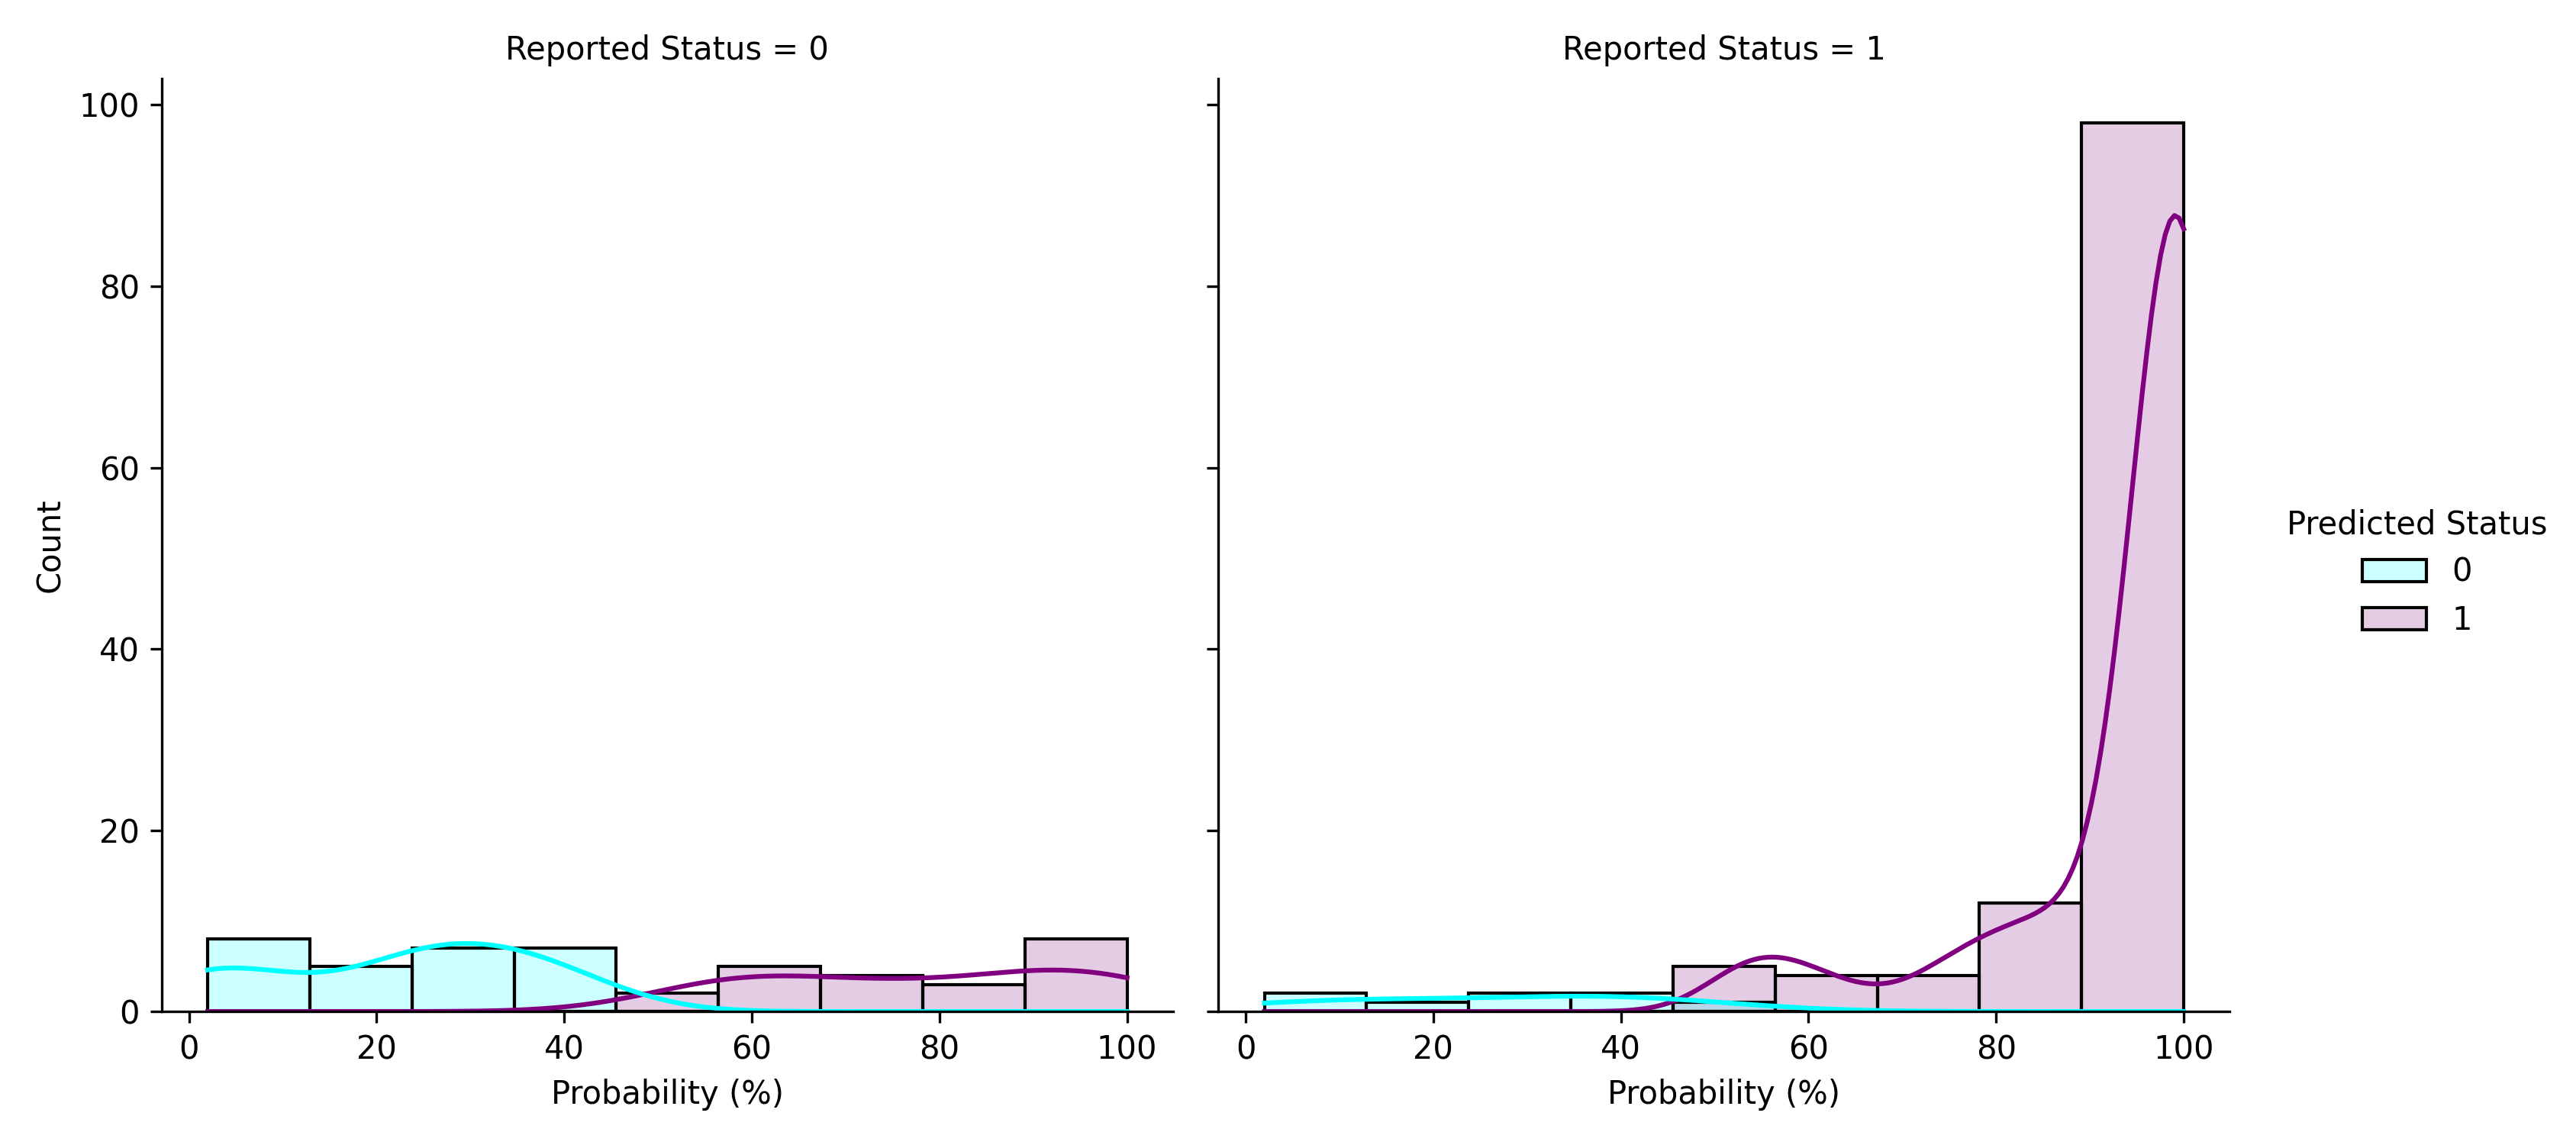 Reported Status = 0
Reported Status = 1
100
80
60
40
20
0
Count
0 20 40 60 80 100
0 20 40 60 80 100
Probability (%)
Probability (%)
Predicted Status
0
1